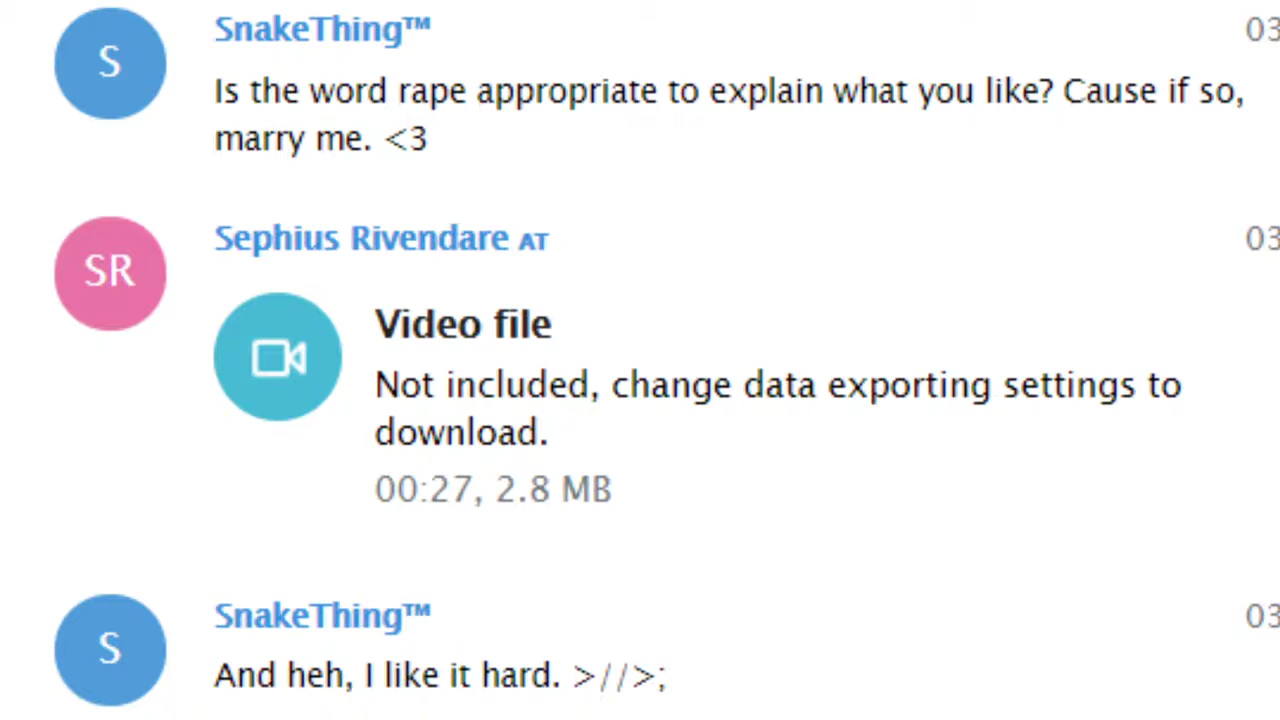 SnakeThing™
03
S
Is the word rape appropriate to explain what you like? Cause if so,
marry me. <3
Sephius Rivendare AT
03
SR
Video file
Not included, change data exporting settings to
download.
00:27, 2.8 MB
SnakeThing™
03
S
And heh, I like it hard. >//>;